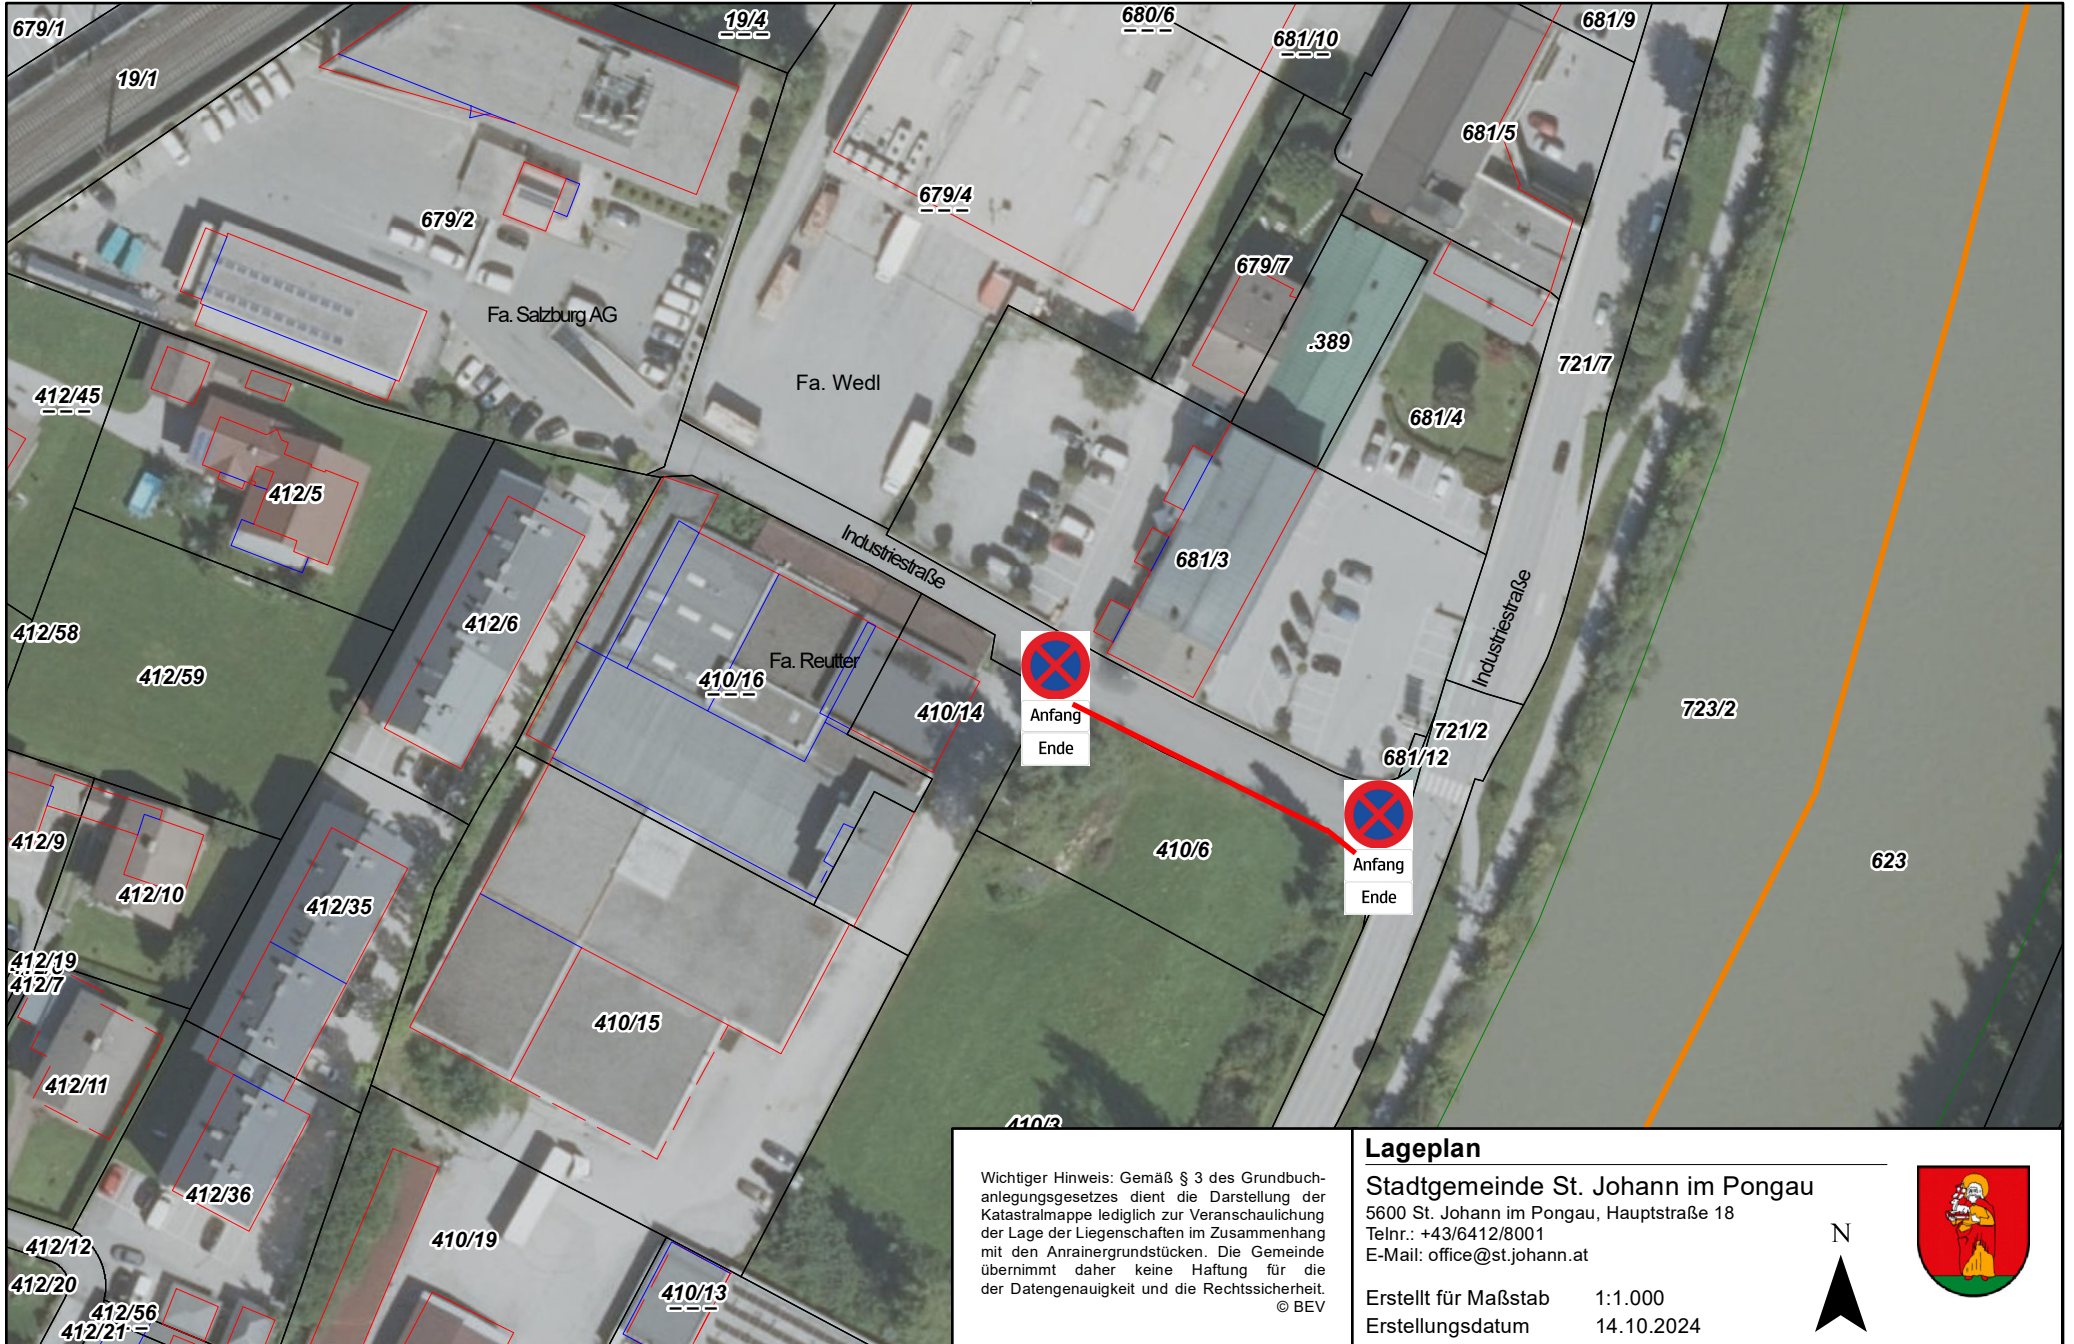 679/1
19/4
680/6
681/9
681/10
19/1
681/5
679/4
679/2
679/7
Fa. Salzburg AG
.389
721/7
Fa. Wedl
412/45
681/4
412/5
Industriestraße
681/3
412/6
Industriestraße
412/58
Fa. Reutter
412/59
410/16
723/2
410/14
Anfang
Ende
721/2
681/12
412/9
410/6
623
Anfang
Ende
412/10
412/35
412/19
412/7
410/15
412/11
410/3
412/36
410/19
412/12
412/20
410/13
412/56
412/21
Wichtiger Hinweis: Gemäß § 3 des Grundbuch-
anlegungsgesetzes dient die Darstellung der
Katastralmappe lediglich zur Veranschaulichung
der Lage der Liegenschaften im Zusammenhang
mit den Anrainergrundstücken. Die Gemeinde
übernimmt daher keine Haftung für die
der Datengenauigkeit und die Rechtssicherheit.
© BEV
Lageplan
Stadtgemeinde St. Johann im Pongau
5600 St. Johann im Pongau, Hauptstraße 18
Telnr.: +43/6412/8001
E-Mail: office@st.johann.at
N
Erstellt für Maßstab 1:1.000
Erstellungsdatum 14.10.2024